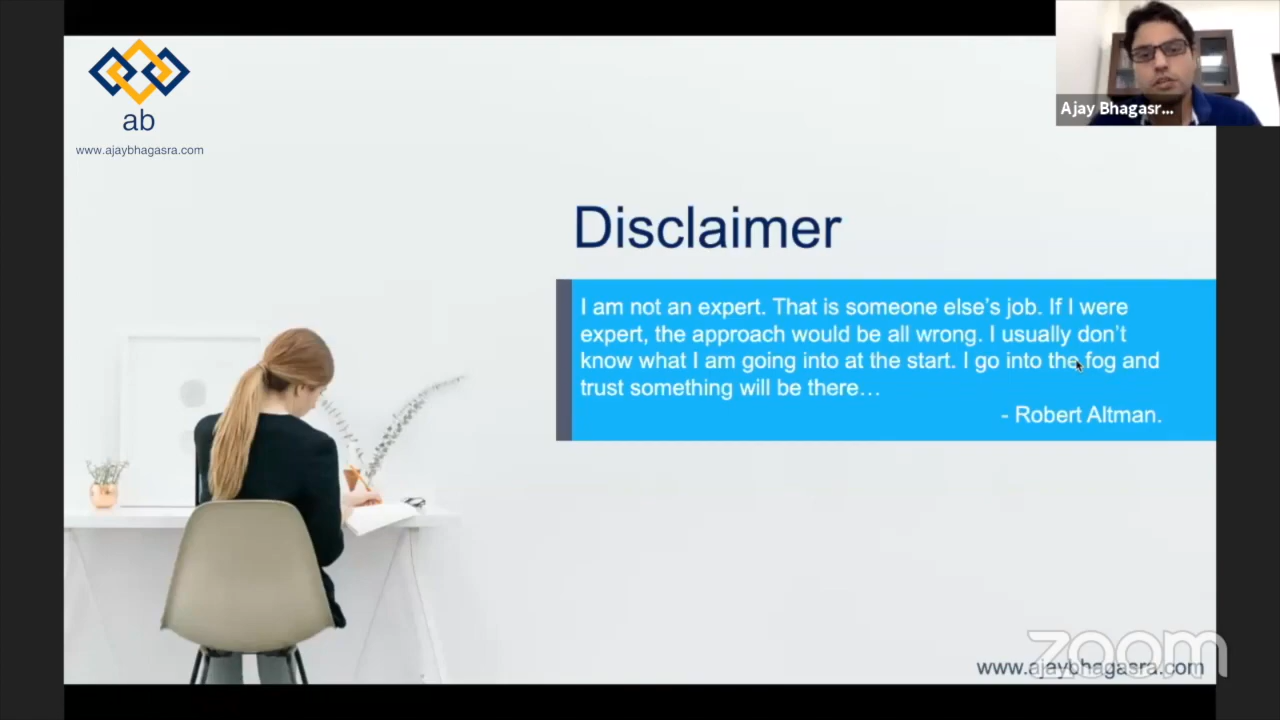 ab
www.ajaybhagasra.com
Ajay Bhagasr...
Disclaimer
I am not an expert. That is someone else’s job. If I were
expert, the approach would be all wrong. I usually don’t
know what I am going into at the start. I go into the fog and
trust something will be there…
- Robert Altman.
zoom
www.ajaybhagasra.com